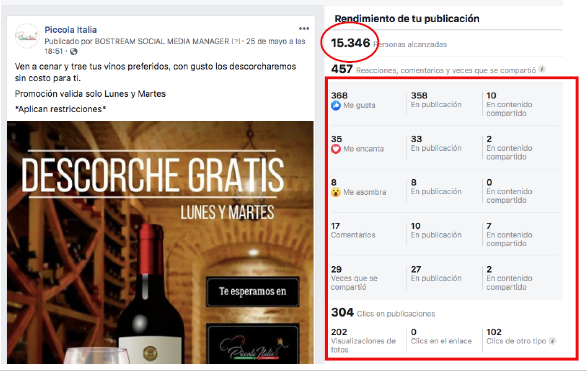 Piccola Italia
Publicado por BOSTREAM SOCIAL MEDIA MANAGER [?] · 25 de mayo a las
18:51 ·
Ven a cenar y trae tus vinos preferidos, con gusto los descorcharemos
sin costo para ti.
Promoción valida solo Lunes y Martes
*Aplican restricciones*
DESCORCHE GRATIS
LUNES Y MARTES
Te esperamos en
Piccola Italia
Rendimiento de tu publicación
15.346 Personas alcanzadas
457 Reacciones, comentarios y veces que se compartió
368 358 10
Me gusta En publicación En contenido
compartido
35 33 2
Me encanta En publicación En contenido
compartido
8 8 0
Me asombra En publicación En contenido
compartido
17 10 7
Comentarios En publicación En contenido
compartido
29 27 2
Veces que se En publicación En contenido
compartió compartido
304 Clics en publicaciones
202 0 102
Visualizaciones de Clics en el enlace Clics de otro tipo
fotos